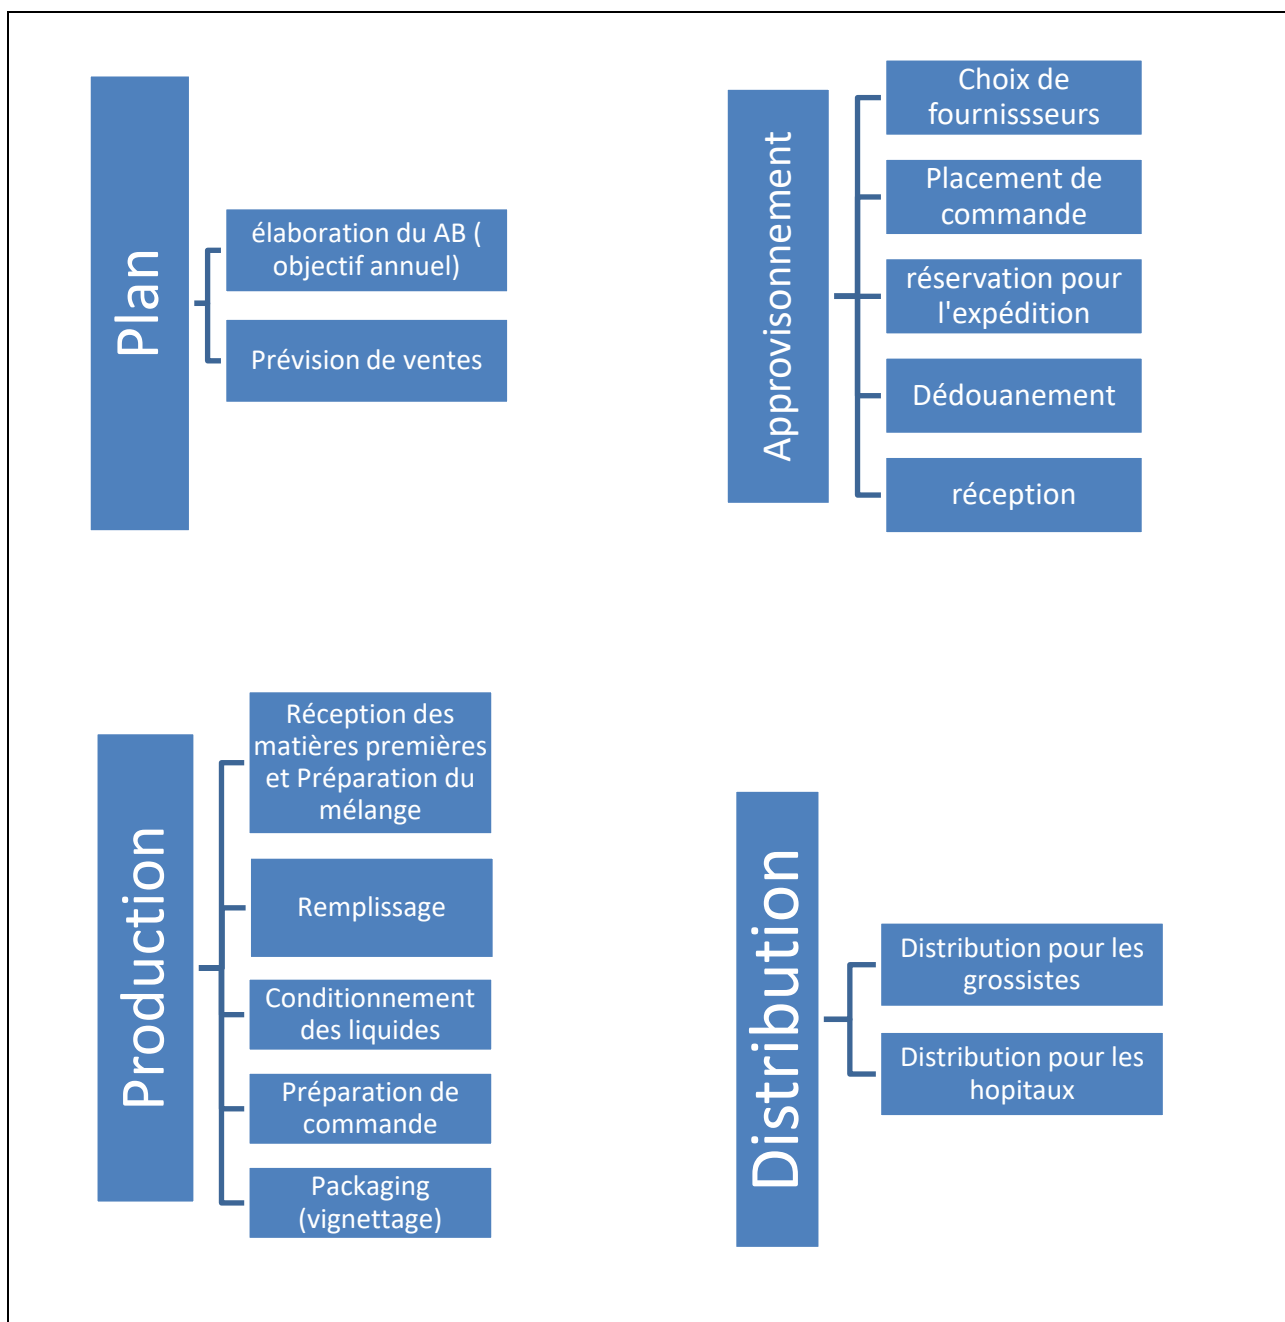 Plan
élaboration du AB (
objectif annuel)
Prévision de ventes
Approvisonnement
Choix de
fournissseurs
Placement de
commande
réservation pour
l'expédition
Dédouanement
réception
Production
Réception des
matières premières
et Préparation du
mélange
Remplissage
Conditionnement
des liquides
Préparation de
commande
Packaging
(vignettage)
Distribution
Distribution pour les
grossistes
Distribution pour les
hopitaux